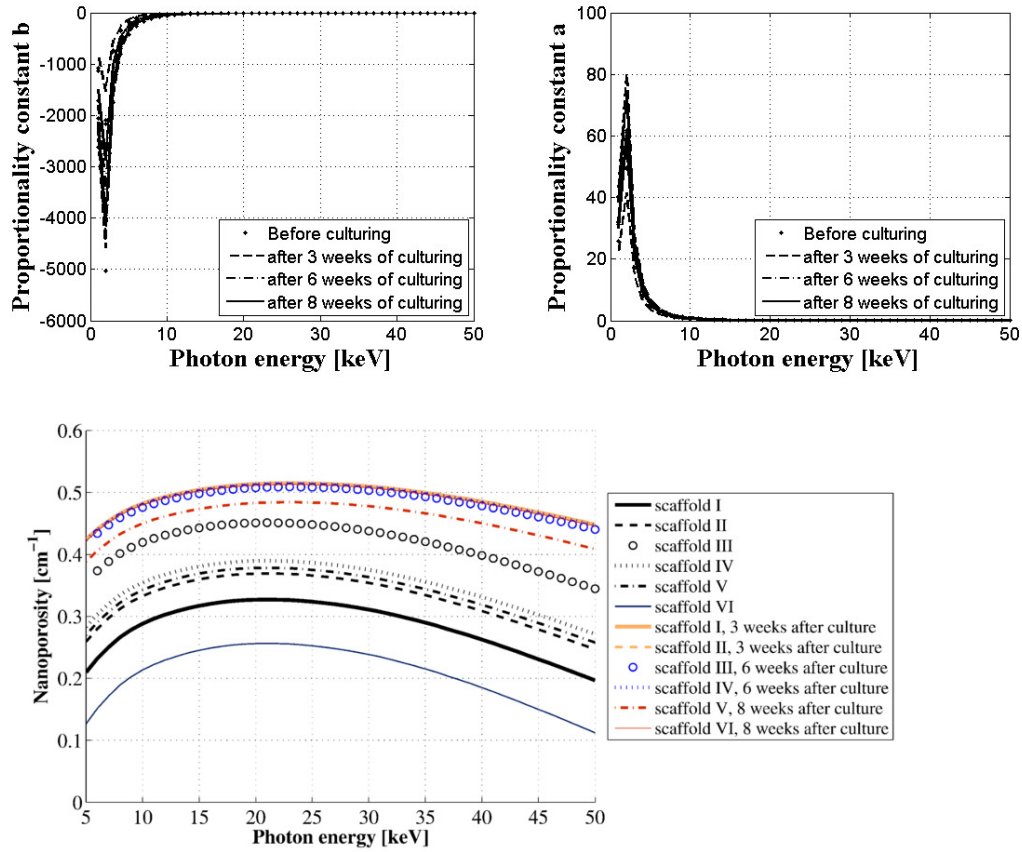 Proportionality constant b
0
-1000
-2000
-3000
-4000
-5000
-6000
0 10 20 30 40 50
Photon energy [keV]
Before culturing
after 3 weeks of culturing
after 6 weeks of culturing
after 8 weeks of culturing
Proportionality constant a
100
80
60
40
20
0
0 10 20 30 40 50
Photon energy [keV]
Before culturing
after 3 weeks of culturing
after 6 weeks of culturing
after 8 weeks of culturing
Nanoporosity [cm⁻¹]
0.6
0.5
0.4
0.3
0.2
0.1
0
5 10 15 20 25 30 35 40 45 50
Photon energy [keV]
scaffold I
scaffold II
scaffold III
scaffold IV
scaffold V
scaffold VI
scaffold I, 3 weeks after culture
scaffold II, 3 weeks after culture
scaffold III, 6 weeks after culture
scaffold IV, 6 weeks after culture
scaffold V, 8 weeks after culture
scaffold VI, 8 weeks after culture